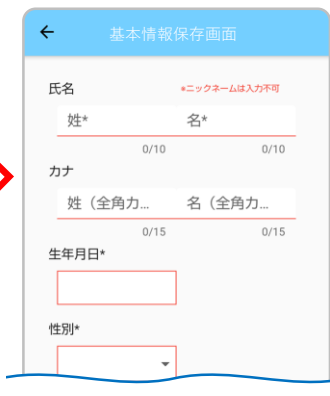 基本情報保存画面
氏名 *ニックネームは入力不可
姓* 名*
0/10 0/10
カナ
姓（全角カ... 名（全角カ...
0/15 0/15
生年月日*
性別*